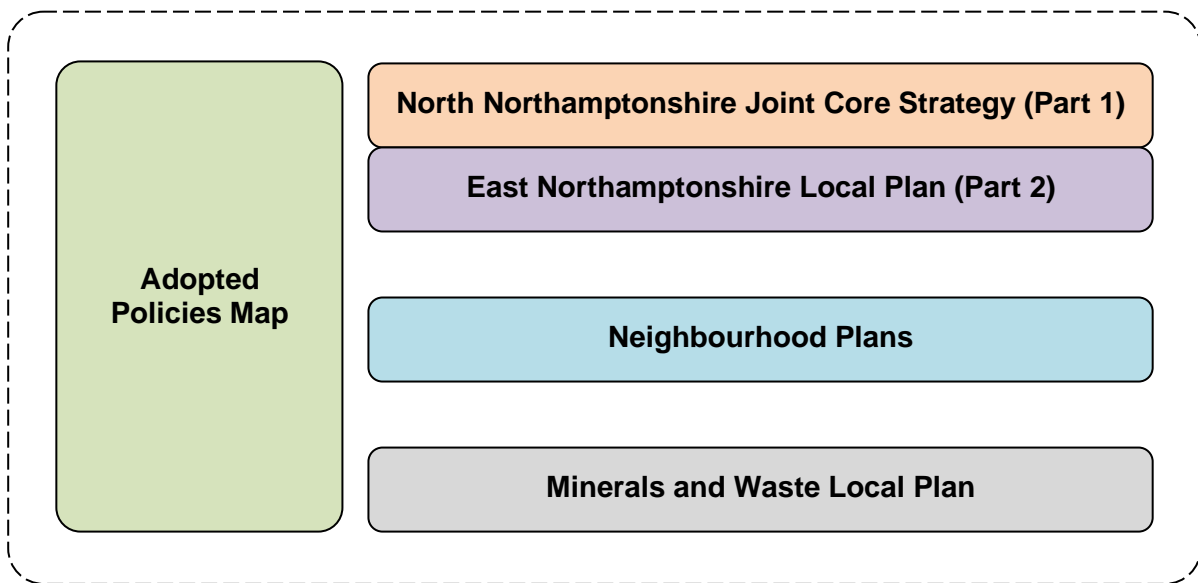 Adopted
Policies Map
North Northamptonshire Joint Core Strategy (Part 1)
East Northamptonshire Local Plan (Part 2)
Neighbourhood Plans
Minerals and Waste Local Plan